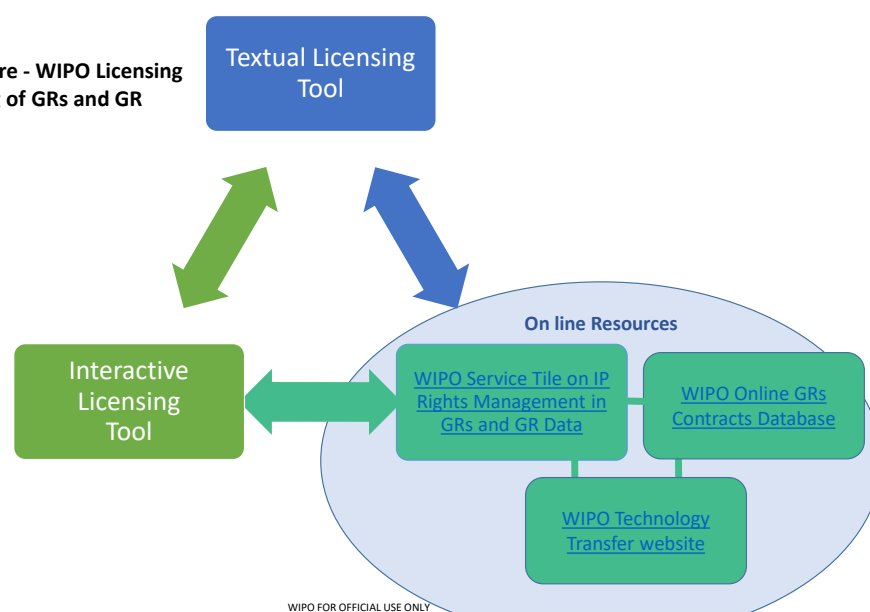 Textual Licensing
Tool
re - WIPO Licensing
of GRs and GR
On line Resources
Interactive
Licensing
Tool
WIPO Service Tile on IP
Rights Management in
GRs and GR Data
WIPO Online GRs
Contracts Database
WIPO Technology
Transfer website
WIPO FOR OFFICIAL USE ONLY